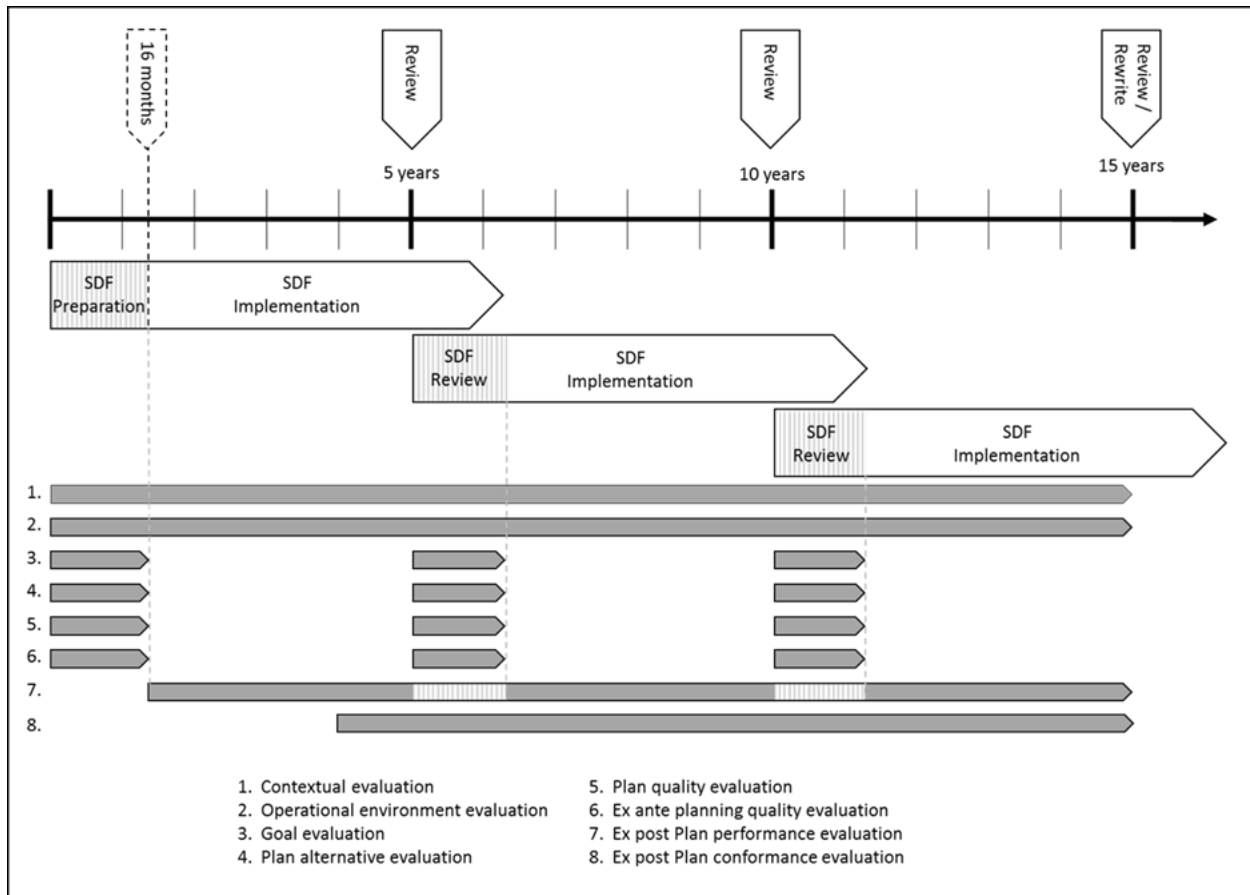 16 months
Review
Review
Review /
Rewrite
5 years
10 years
15 years
SDF
Preparation
SDF
Implementation
SDF
Review
SDF
Implementation
SDF
Review
SDF
Implementation
1.
2.
3.
4.
5.
6.
7.
8.
1. Contextual evaluation
2. Operational environment evaluation
3. Goal evaluation
4. Plan alternative evaluation
5. Plan quality evaluation
6. Ex ante planning quality evaluation
7. Ex post Plan performance evaluation
8. Ex post Plan conformance evaluation